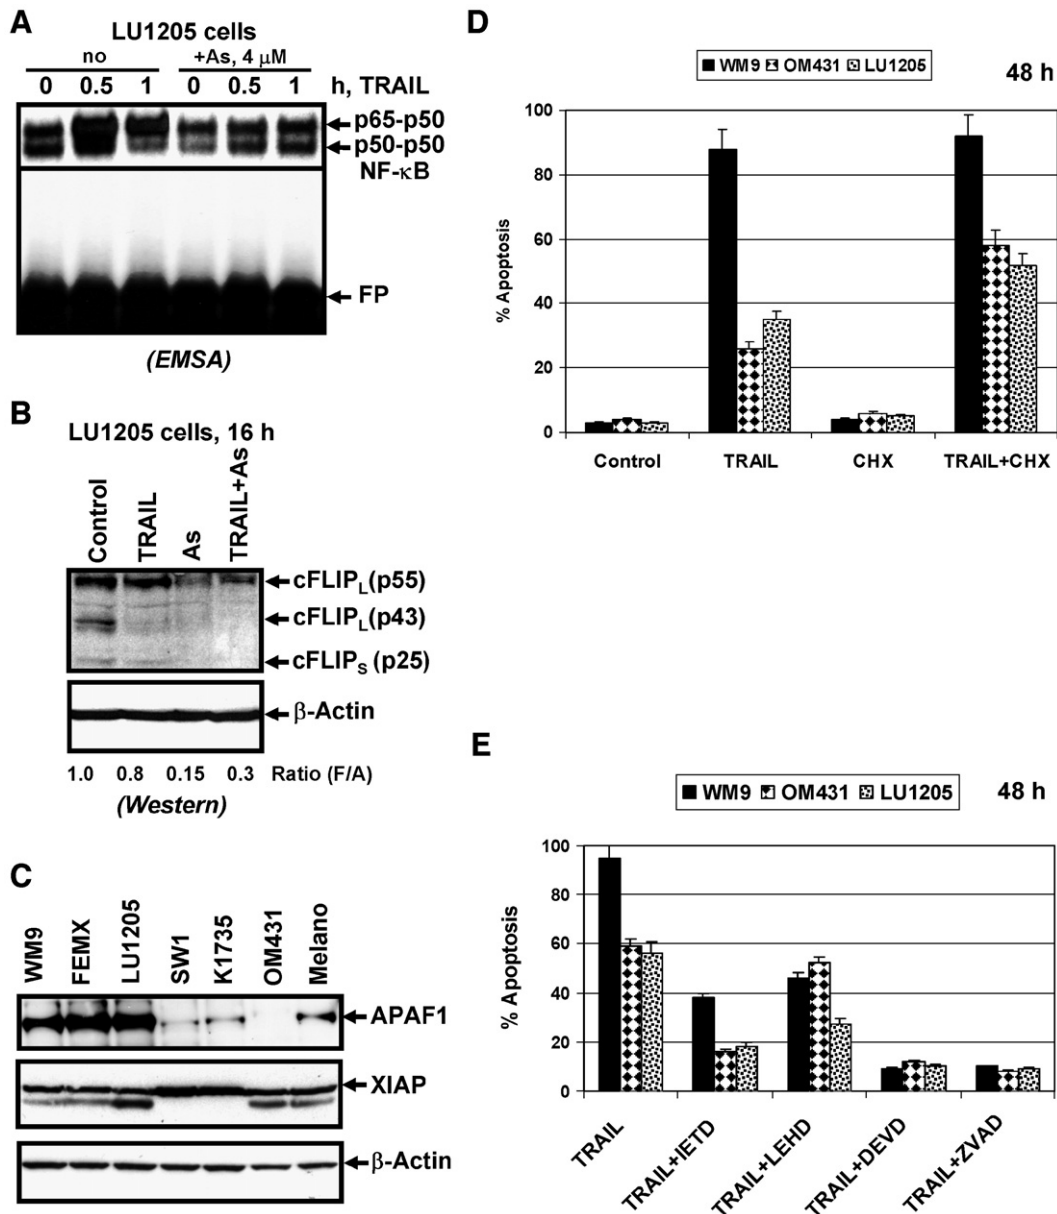 A
LU1205 cells
no +As, 4 μM
0 0.5 1 0 0.5 1 h, TRAIL
p65-p50
p50-p50
NF-κB
FP
(EMSA)
B
LU1205 cells, 16 h
Control TRAIL As TRAIL+As
cFLIPL(p55)
cFLIPL(p43)
cFLIPS (p25)
β-Actin
1.0 0.8 0.15 0.3 Ratio (F/A)
(Western)
C
WM9 FEMX LU1205 SW1 K1735 OM431 Melano
APAF1
XIAP
β-Actin
D
WM9 OM431 LU1205 48 h
% Apoptosis
100
80
60
40
20
0
Control TRAIL CHX TRAIL+CHX
E
WM9 OM431 LU1205 48 h
% Apoptosis
100
80
60
40
20
0
TRAIL TRAIL+IETD TRAIL+LEHD TRAIL+DEVD TRAIL+ZVAD